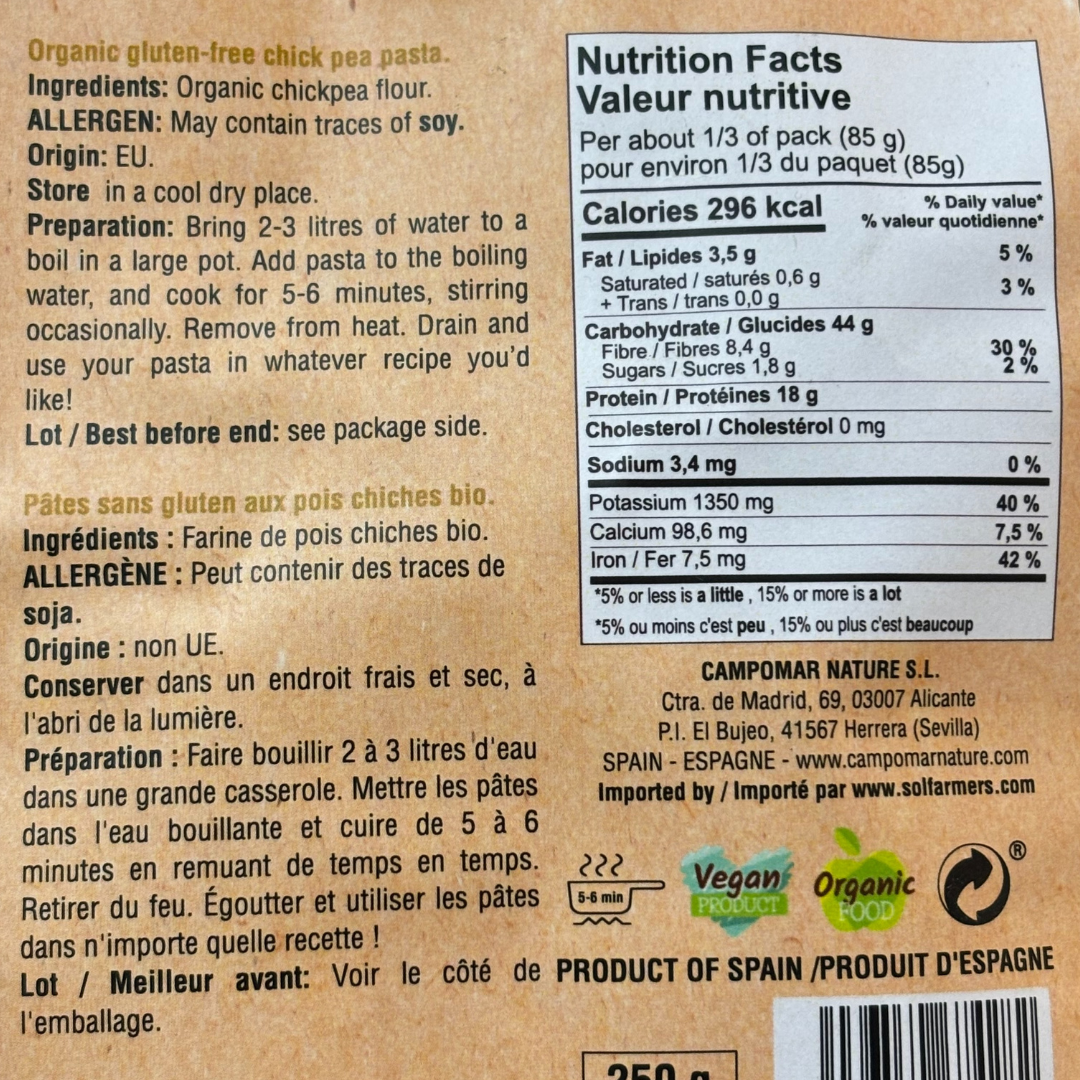 Organic gluten-free chick pea pasta.
Ingredients: Organic chickpea flour.
ALLERGEN: May contain traces of soy.
Origin: EU.
Store in a cool dry place.
Preparation: Bring 2-3 litres of water to a
boil in a large pot. Add pasta to the boiling
water, and cook for 5-6 minutes, stirring
occasionally. Remove from heat. Drain and
use your pasta in whatever recipe you'd
like!
Lot / Best before end: see package side.
Pâtes sans gluten aux pois chiches bio.
Ingrédients : Farine de pois chiches bio.
ALLERGÈNE : Peut contenir des traces de
soja.
Origine : non UE.
Conserver dans un endroit frais et sec, à
l'abri de la lumière.
Préparation : Faire bouillir 2 à 3 litres d'eau
dans une grande casserole. Mettre les pâtes
dans l'eau bouillante et cuire de 5 à 6
minutes en remuant de temps en temps.
Retirer du feu. Égoutter et utiliser les pâtes
dans n'importe quelle recette !
Lot / Meilleur avant: Voir le côté de
l'emballage.
Nutrition Facts
Valeur nutritive
Per about 1/3 of pack (85 g)
pour environ 1/3 du paquet (85g)
Calories 296 kcal
% Daily value*
% valeur quotidienne*
Fat / Lipides 3,5 g 5 %
Saturated / saturés 0,6 g 3 %
+ Trans / trans 0,0 g
Carbohydrate / Glucides 44 g
Fibre / Fibres 8,4 g 30 %
Sugars / Sucres 1,8 g 2 %
Protein / Protéines 18 g
Cholesterol / Cholestérol 0 mg
Sodium 3,4 mg 0 %
Potassium 1350 mg 40 %
Calcium 98,6 mg 7,5 %
Iron / Fer 7,5 mg 42 %
*5% or less is a little , 15% or more is a lot
*5% ou moins c'est peu , 15% ou plus c'est beaucoup
CAMPOMAR NATURE S.L.
Ctra. de Madrid, 69, 03007 Alicante
P.I. El Bujeo, 41567 Herrera (Sevilla)
SPAIN - ESPAGNE - www.campomarnature.com
Imported by / Importé par www.solfarmers.com
5-6 min
Vegan
PRODUCT
Organic
FOOD
®
PRODUCT OF SPAIN /PRODUIT D'ESPAGNE
250 g